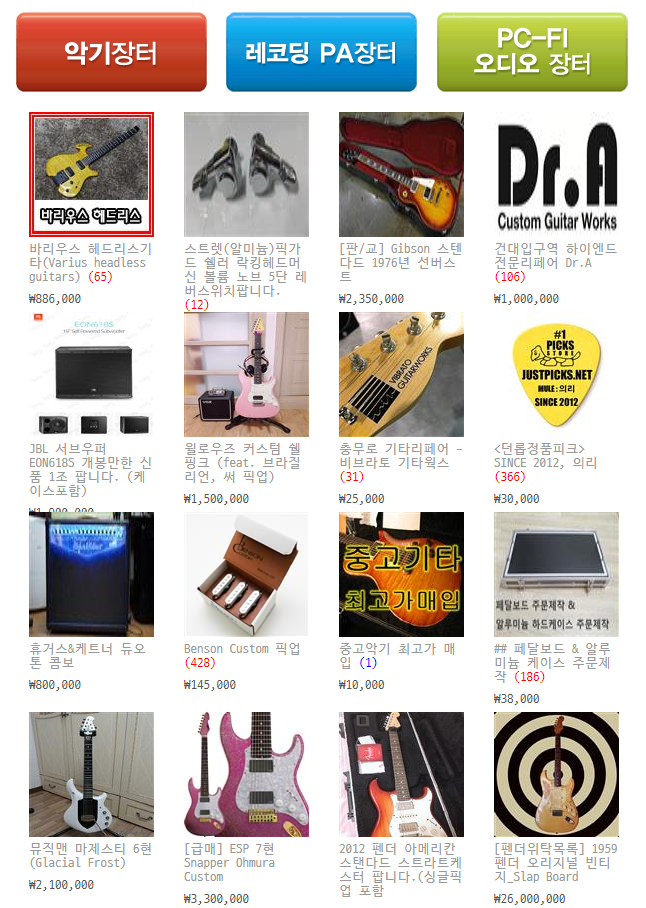 악기장터
레코딩 PA장터
PC-FI
오디오 장터
바리우스 헤드리스
바리우스 헤드리스기
타(Varius headless
guitars) (65)
₩886,000
스트렛(알미늄)픽가
드 쉘러 락킹헤드머
신 볼륨 노브 5단 레
버스위치팝니다.
(12)
[판/교] Gibson 스텐
다드 1976년 선버스
트
₩2,350,000
Dr.A
Custom Guitar Works
건대입구역 하이엔드
전문리페어 Dr.A
(106)
₩1,000,000
JBL
EON618S
18" Self-Powered Subwoofer
JBL 서브우퍼
EON618S 개봉만한 신
품 1조 팝니다. (케
이스포함)
윌로우즈 커스텀 쉘
핑크 (feat. 브라질
리언, 써 픽업)
₩1,500,000
VIBRATO
GUITARWORKS
충무로 기타리페어 -
비브라토 기타웍스
(31)
₩25,000
#1
PICKS
STORE
JUSTPICKS.NET
MULE : 의리
SINCE 2012
<던롭정품피크>
SINCE 2012, 의리
(366)
₩30,000
휴거스&케트너 듀오
톤 콤보
₩800,000
BENSON
Benson Custom 픽업
(428)
₩145,000
중고기타
최고가매입
중고악기 최고가 매
입 (1)
₩10,000
페달보드 주문제작 &
알루미늄 하드케이스 주문제작
## 페달보드 & 알루
미늄 케이스 주문제
작 (186)
₩38,000
뮤직맨 마제스티 6현
(Glacial Frost)
₩2,100,000
[급매] ESP 7현
Snapper Ohmura
Custom
₩3,300,000
2012 펜더 아메리칸
스탠다드 스트라트케
스터 팝니다.(싱글픽
업 포함
[펜더위탁목록] 1959
펜더 오리지널 빈티
지_Slap Board
₩26,000,000